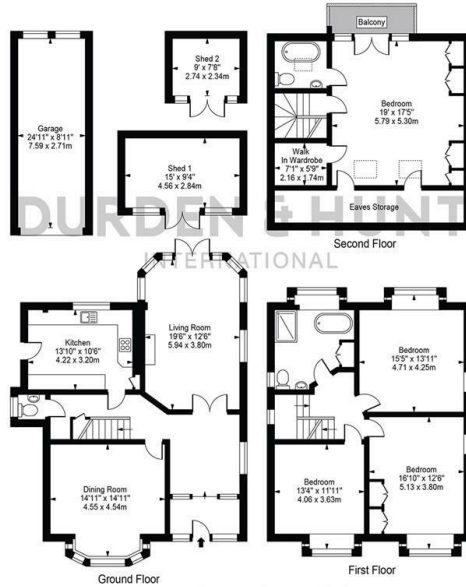 Balcony
Shed 2
9' x 7'8"
2.74 x 2.34m
Garage
24'11" x 8'11"
7.59 x 2.71m
Bedroom
19' x 17'5"
5.79 x 5.30m
Shed 1
15' x 9'4"
4.56 x 2.84m
Walk
In Wardrobe
7'1" x 5'9"
2.16 x 1.74m
Eaves Storage
DURDEN & HUNT
INTERNATIONAL
Second Floor
Kitchen
13'10" x 10'6"
4.22 x 3.20m
Living Room
19'6" x 12'6"
5.94 x 3.80m
Bedroom
15'5" x 13'11"
4.71 x 4.25m
Dining Room
14'11" x 14'11"
4.55 x 4.54m
Bedroom
13'4" x 11'11"
4.06 x 3.63m
Bedroom
16'10" x 12'6"
5.13 x 3.80m
Ground Floor
First Floor